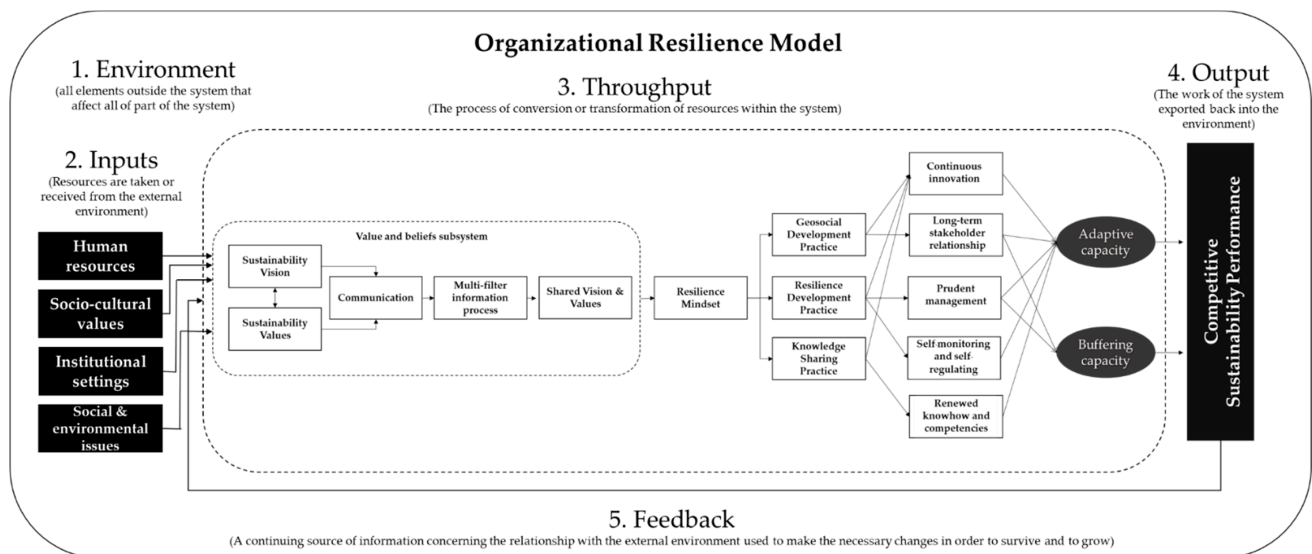 Organizational Resilience Model
1. Environment
(all elements outside the system that
affect all of part of the system)
3. Throughput
(The process of conversion or transformation of resources within the system)
4. Output
(The work of the system
exported back into the
environment)
2. Inputs
(Resources are taken or
received from the external
environment)
Human
resources
Socio-cultural
values
Institutional
settings
Social &
environmental
issues
Value and beliefs subsystem
Sustainability
Vision
Sustainability
Values
Communication
Multi-filter
information
process
Shared Vision &
Values
Resilience
Mindset
Geosocial
Development
Practice
Resilience
Development
Practice
Knowledge
Sharing
Practice
Continuous
innovation
Long-term
stakeholder
relationship
Prudent
management
Self-monitoring
and self-
regulating
Renewed
knowhow and
competencies
Adaptive
capacity
Buffering
capacity
Competitive
Sustainability Performance
5. Feedback
(A continuing source of information concerning the relationship with the external environment used to make the necessary changes in order to survive and to grow)